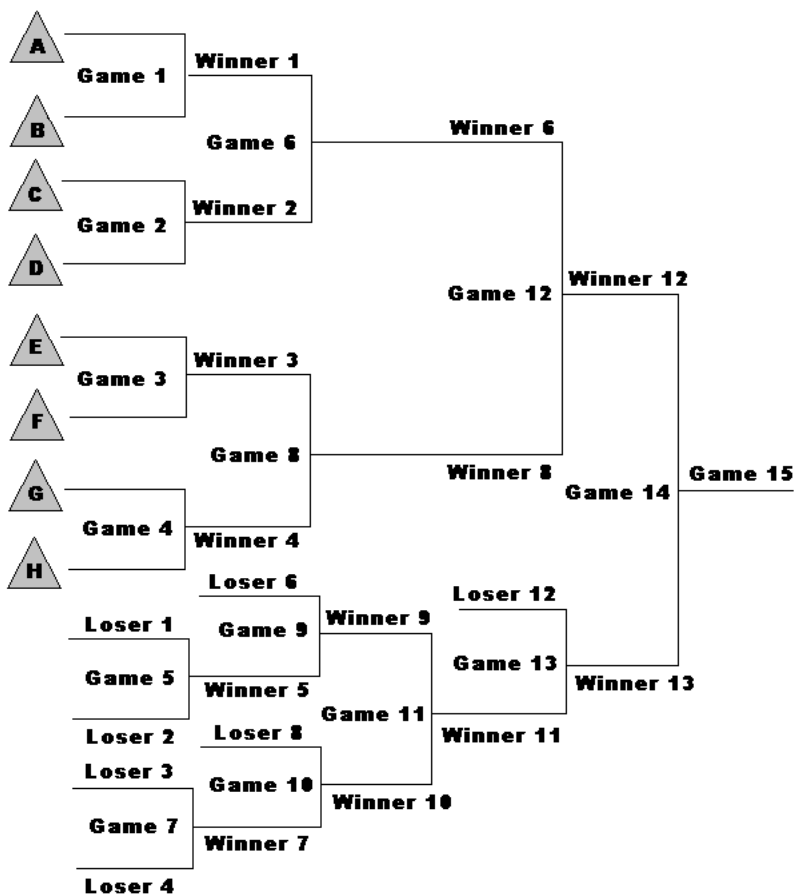 A
Game 1
B
Winner 1
Game 6
C
Game 2
D
Winner 2
Winner 6
Game 12
Winner 12
E
Game 3
F
Winner 3
Game 8
G
Game 4
H
Winner 4
Winner 8
Game 14
Game 15
Loser 6
Game 9
Winner 9
Loser 12
Game 13
Winner 13
Loser 1
Game 5
Winner 5
Loser 2
Game 11
Winner 11
Loser 8
Game 10
Winner 10
Loser 3
Game 7
Winner 7
Loser 4